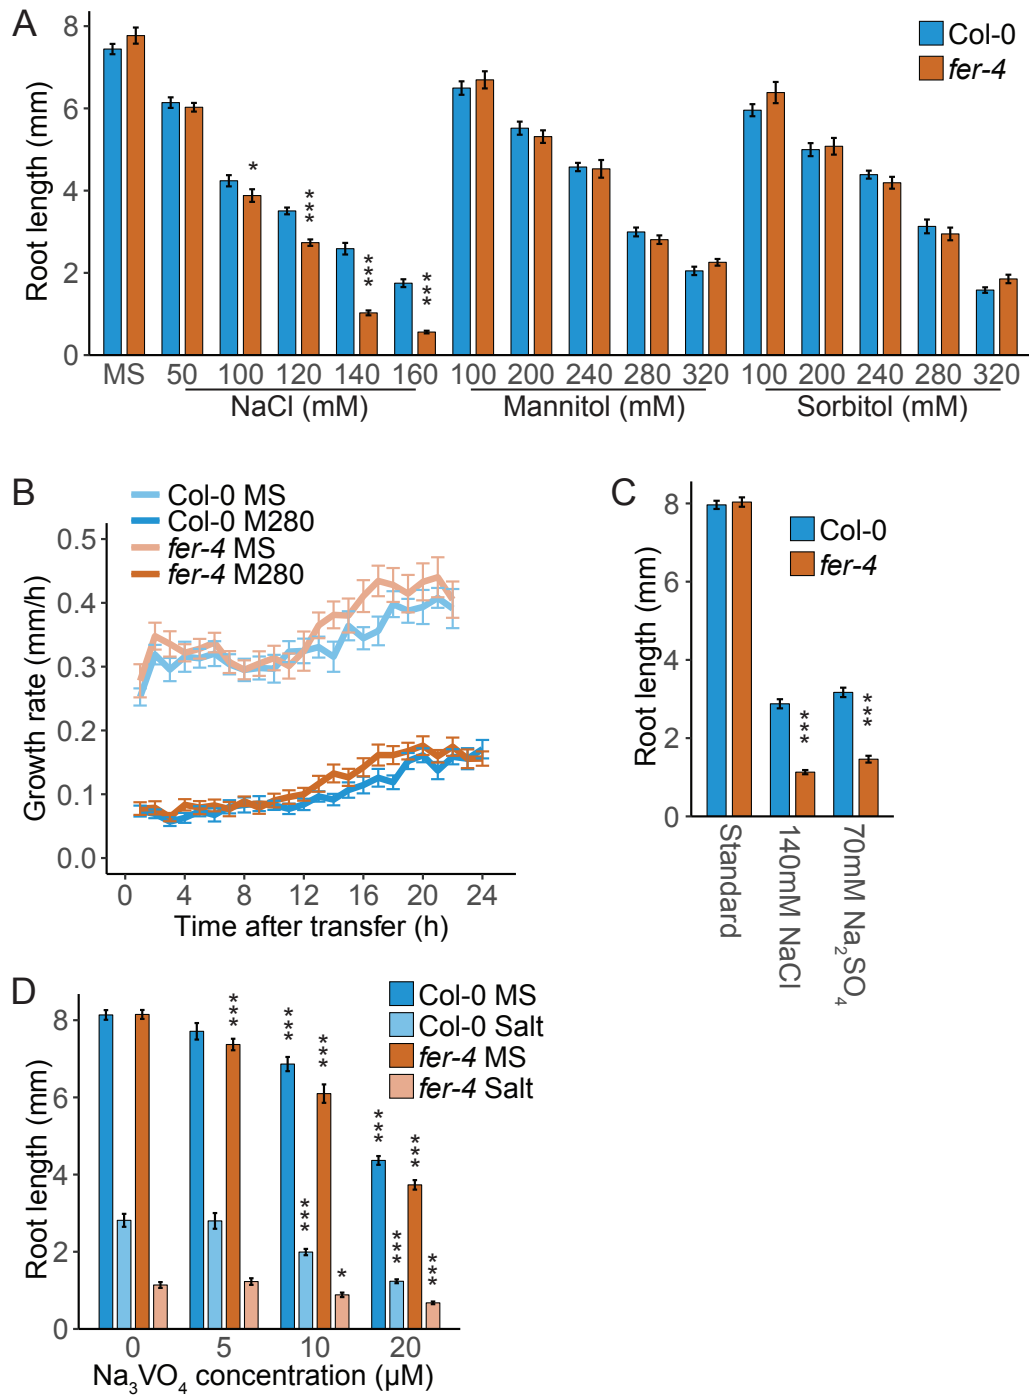 A
Col-0
fer-4
Root length (mm)
8
6
4
2
0
*
***
***
***
MS 50 100 120 140 160 100 200 240 280 320 100 200 240 280 320
NaCl (mM) Mannitol (mM) Sorbitol (mM)
B
Col-0 MS
Col-0 M280
fer-4 MS
fer-4 M280
Growth rate (mm/h)
0.5
0.4
0.3
0.2
0.1
0.0
0 4 8 12 16 20 24
Time after transfer (h)
C
Col-0
fer-4
Root length (mm)
8
6
4
2
0
***
***
Standard
140mM NaCl
70mM Na₂SO₄
D
Col-0 MS
Col-0 Salt
fer-4 MS
fer-4 Salt
Root length (mm)
8
6
4
2
0
***
***
***
***
*
***
***
***
***
0 5 10 20
Na₃VO₄ concentration (µM)